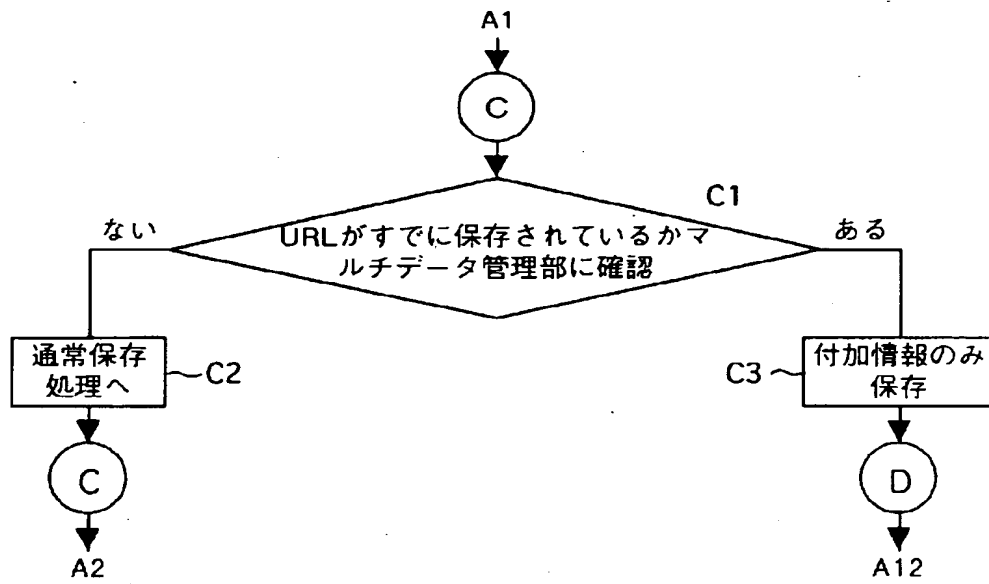 A1
C
C1
ない
URLがすでに保存されているかマ
ルチデータ管理部に確認
ある
通常保存
処理へ
C2
C3
付加情報のみ
保存
C
D
A2
A12